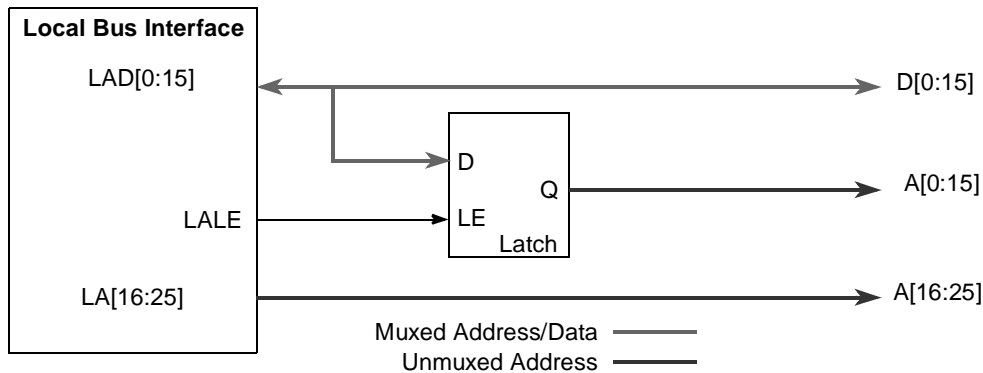 Local Bus Interface
LAD[0:15]
D[0:15]
D
Q
A[0:15]
LALE
LE
Latch
LA[16:25]
A[16:25]
Muxed Address/Data
Unmuxed Address